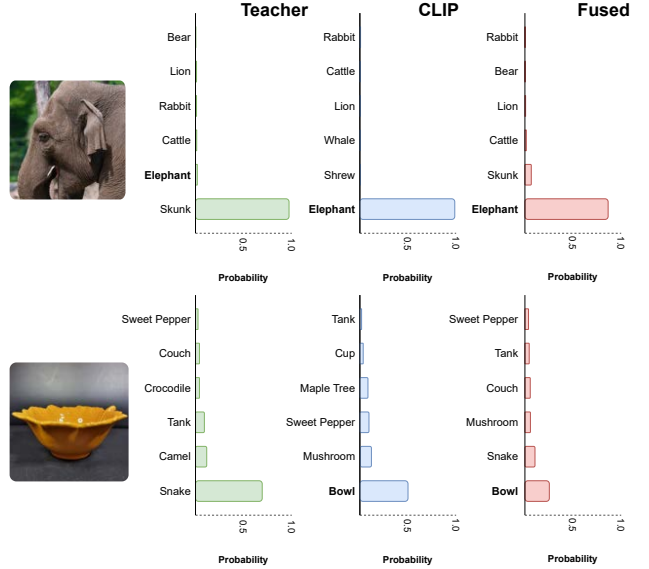 Teacher
CLIP
Fused
Bear
Lion
Rabbit
Cattle
Elephant
Skunk
0.5
1.0
Probability
Rabbit
Cattle
Lion
Whale
Shrew
Elephant
0.5
1.0
Probability
Rabbit
Bear
Lion
Cattle
Skunk
Elephant
0.5
1.0
Probability
Sweet Pepper
Couch
Crocodile
Tank
Camel
Snake
0.5
1.0
Probability
Tank
Cup
Maple Tree
Sweet Pepper
Mushroom
Bowl
0.5
1.0
Probability
Sweet Pepper
Tank
Couch
Mushroom
Snake
Bowl
0.5
1.0
Probability